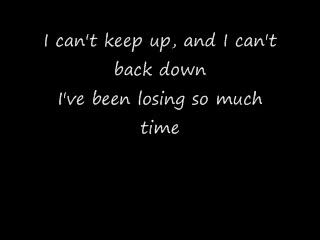 I can't keep up, and I can't
back down
I've been losing so much
time